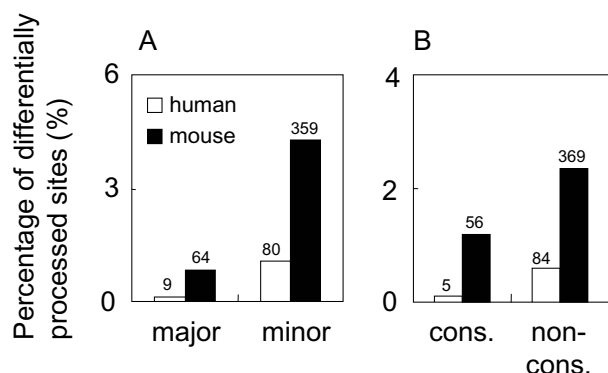 Percentage of differentially
processed sites (%)
A
6
3
0
human
mouse
9
64
80
359
major
minor
B
4
2
0
5
56
84
369
cons.
non-
cons.